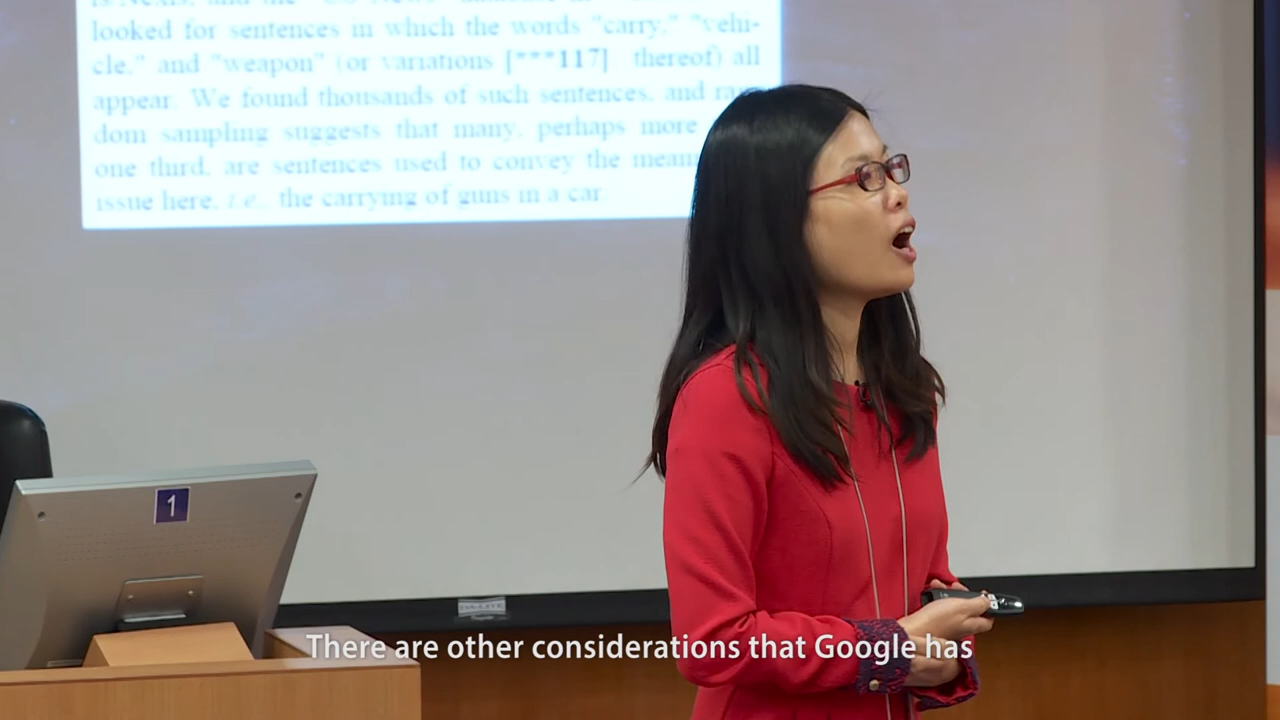 looked for sentences in which the words "carry," "vehi-
cle," and "weapon" (or variations [***117] thereof) all
appear. We found thousands of such sentences, and
dom sampling suggests that many, perhaps more
one third, are sentences used to convey the
issue here, i.e., the carrying of guns in a car.
1
There are other considerations that Google has